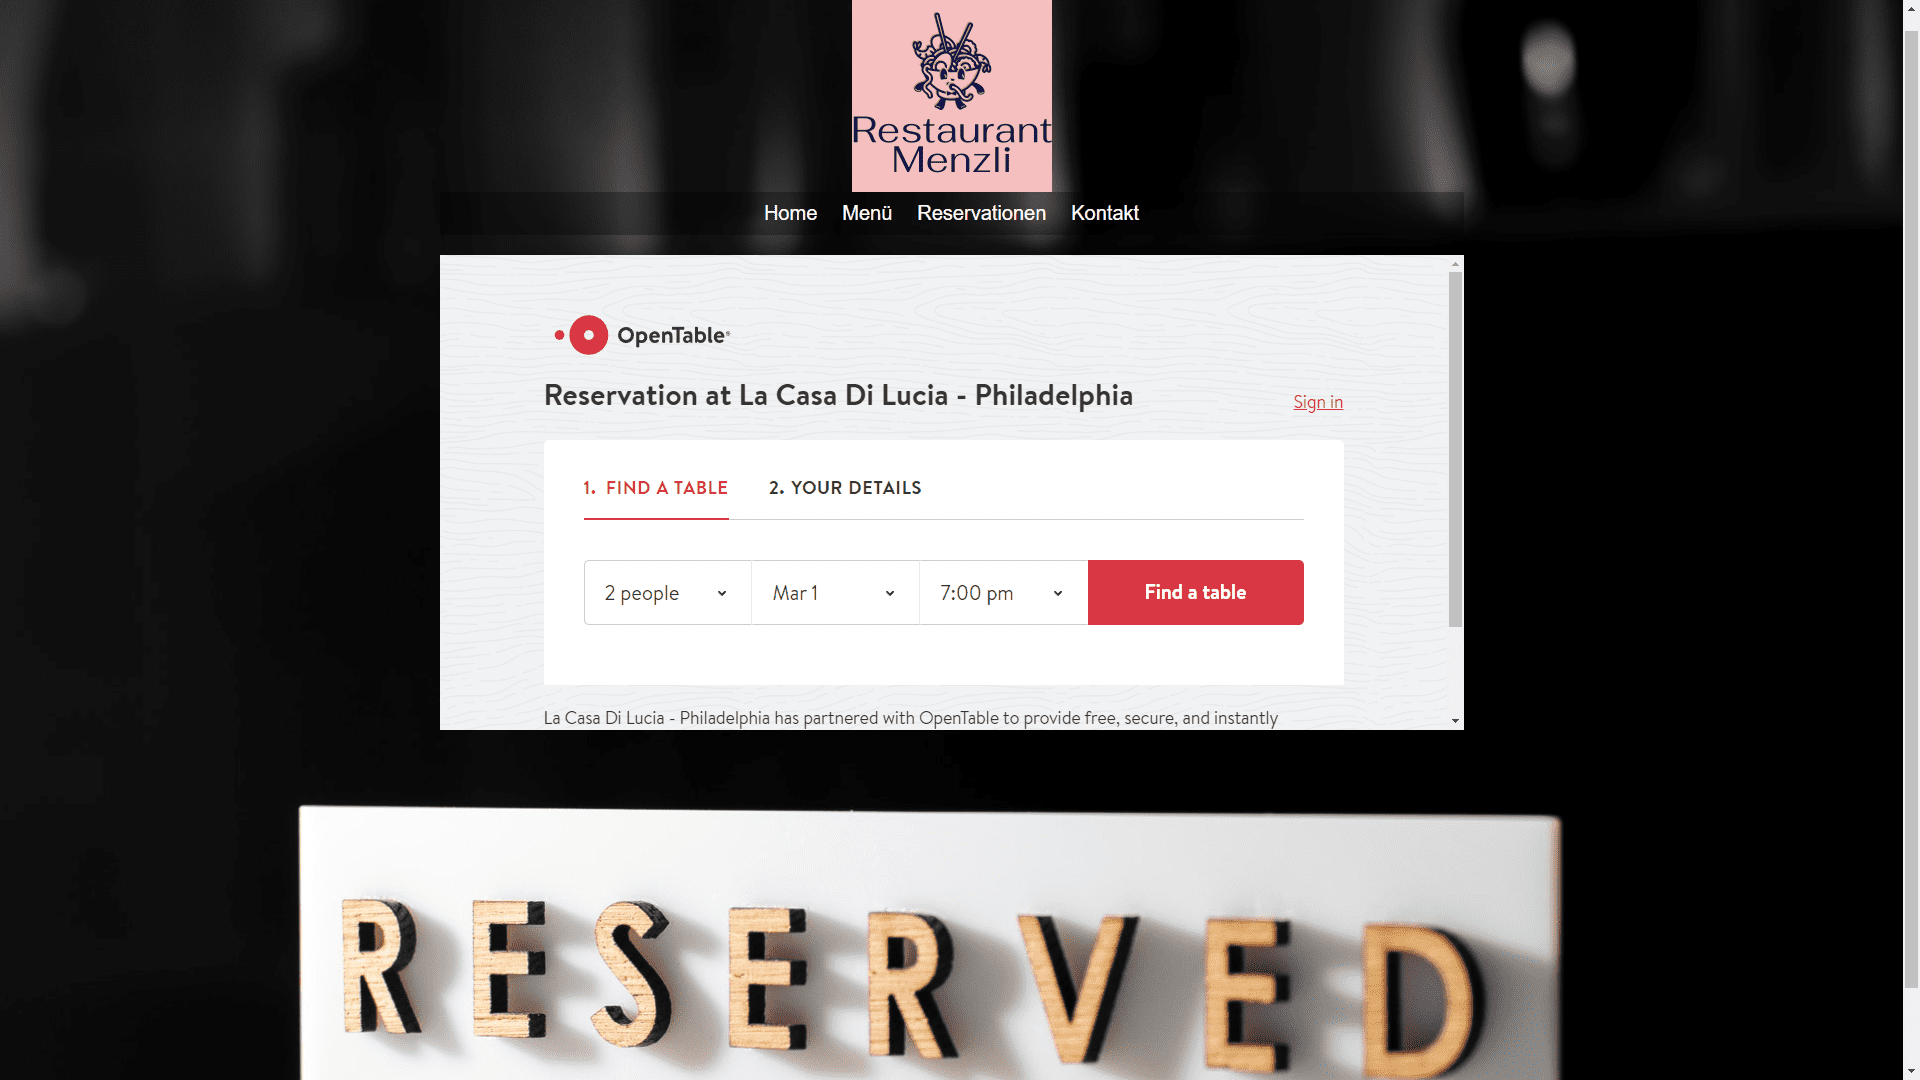 Restaurant
Menzli
Home Menü Reservationen Kontakt
OpenTable®
Reservation at La Casa Di Lucia - Philadelphia
Sign in
1. FIND A TABLE 2. YOUR DETAILS
2 people Mar 1 7:00 pm Find a table
La Casa Di Lucia - Philadelphia has partnered with OpenTable to provide free, secure, and instantly
RESERVED